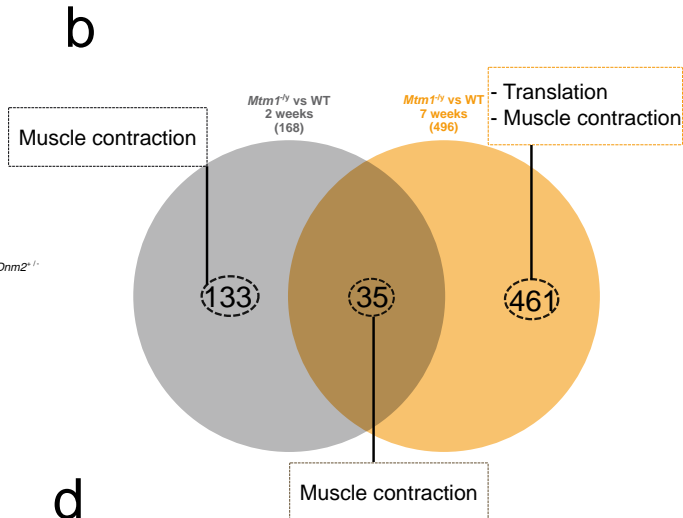 b
Mtm1-/y vs WT
2 weeks
(168)
Mtm1-/y vs WT
7 weeks
(496)
- Translation
- Muscle contraction
Muscle contraction
Dnm2+/-
133
35
461
Muscle contraction
d